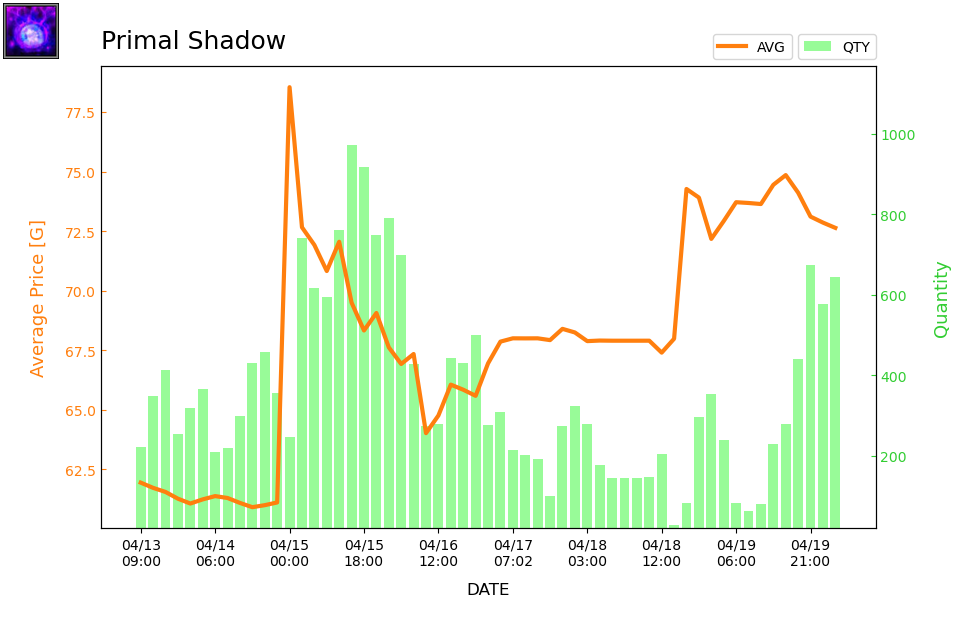 Primal Shadow
AVG
QTY
Average Price [G]
77.5
75.0
72.5
70.0
67.5
65.0
62.5
1000
800
600
400
200
Quantity
04/13 04/14 04/15 04/15 04/16 04/17 04/18 04/18 04/19 04/19
09:00 06:00 00:00 18:00 12:00 07:02 03:00 12:00 06:00 21:00
DATE